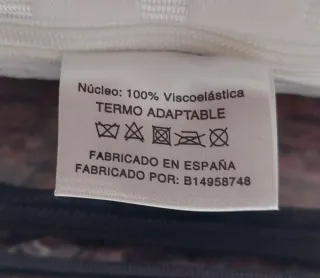 Núcleo: 100% Viscoelástica
TERMO ADAPTABLE
FABRICADO EN ESPAÑA
FABRICADO POR: B14958748